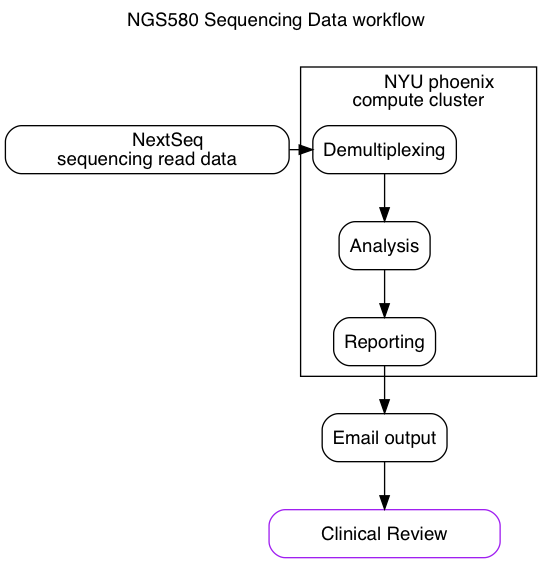 NGS580 Sequencing Data workflow
NYU phoenix
compute cluster
NextSeq
sequencing read data
Demultiplexing
Analysis
Reporting
Email output
Clinical Review